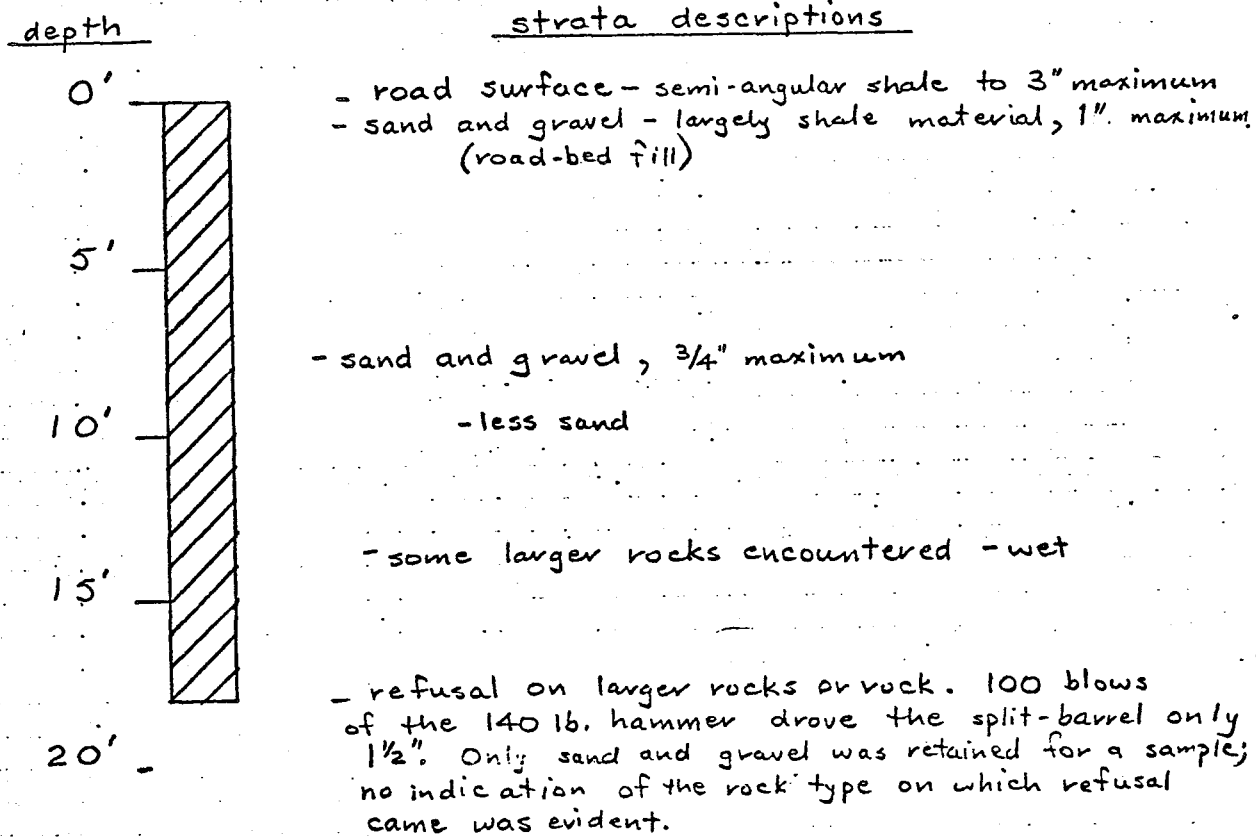 depth strata descriptions
0' - road surface - semi-angular shale to 3" maximum
- sand and gravel - largely shale material, 1". maximum
(road-bed fill)
5'
- sand and gravel, 3/4" maximum
10' - less sand
- some larger rocks encountered - wet
15'
- refusal on larger rocks or rock. 100 blows
of the 140 lb. hammer drove the split-barrel only
20' 1½". Only sand and gravel was retained for a sample;
no indication of the rock type on which refusal
came was evident.